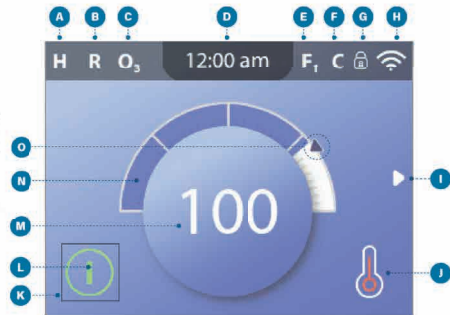 A B C D E F G H
H R O₃ 12:00 am F₁ C
O
N I
100
M
L i J
K